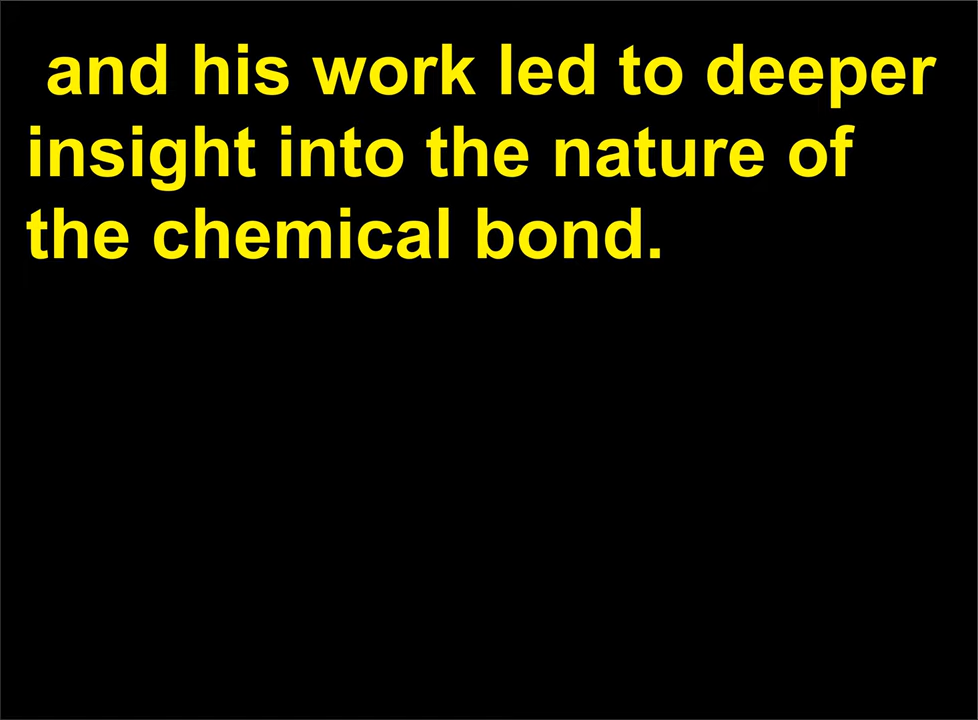 and his work led to deeper
insight into the nature of
the chemical bond.